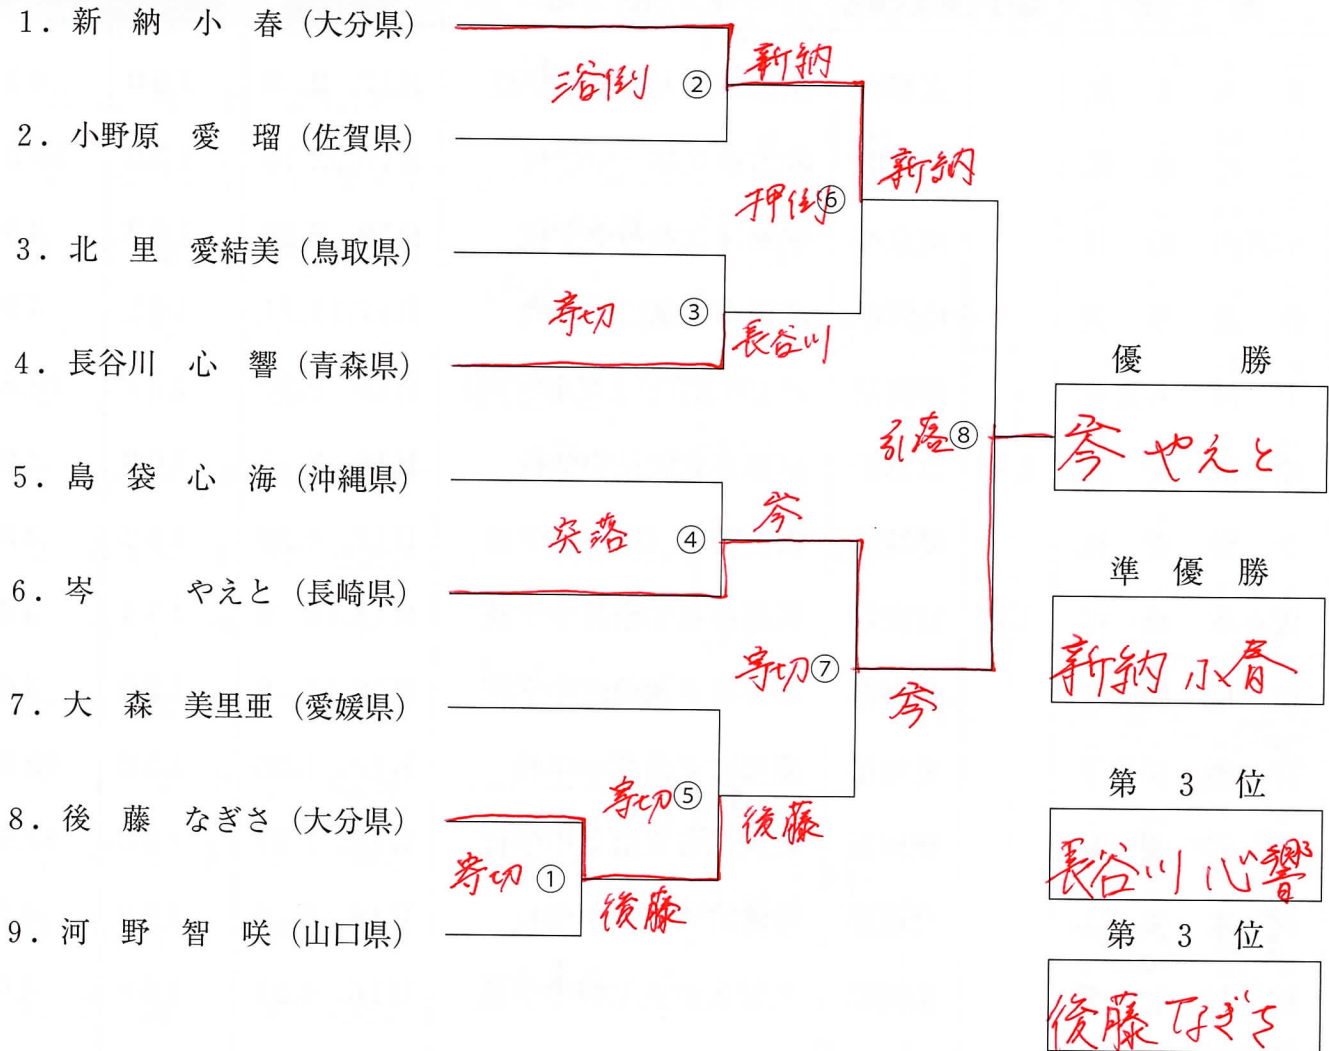 1. 新 納 小 春 (大分県)
新納
浴倒 ②
2. 小野原 愛 瑠 (佐賀県)
新納
押倒 ⑥
3. 北 里 愛結美 (鳥取県)
寄切 ③
長谷川
4. 長谷川 心 響 (青森県)
優 勝
引落 ⑧
岑 やえと
5. 島 袋 心 海 (沖縄県)
岑
突落 ④
6. 岑 やえと (長崎県)
準 優 勝
新納 小春
寄切 ⑦
岑
7. 大 森 美里亜 (愛媛県)
第 3 位
寄切 ⑤
8. 後 藤 なぎさ (大分県)
後藤
長谷川 心響
寄切 ①
後藤
9. 河 野 智 咲 (山口県)
第 3 位
後藤 なぎさ